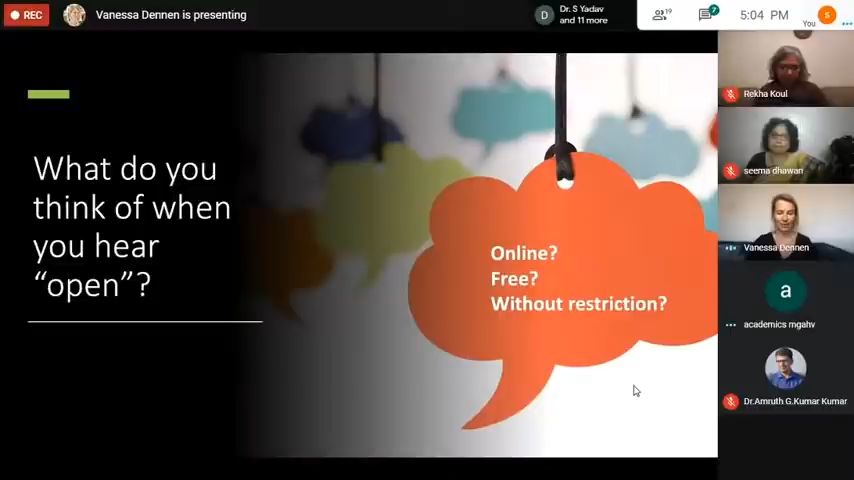 REC
Vanessa Dennen is presenting
D
Dr. S Yadav
and 11 more
19
7
5:04 PM
You
S
What do you
think of when
you hear
“open”?
Online?
Free?
Without restriction?
Rekha Koul
seema dhawan
Vanessa Dennen
a
academics mgahv
Dr.Amruth G.Kumar Kumar